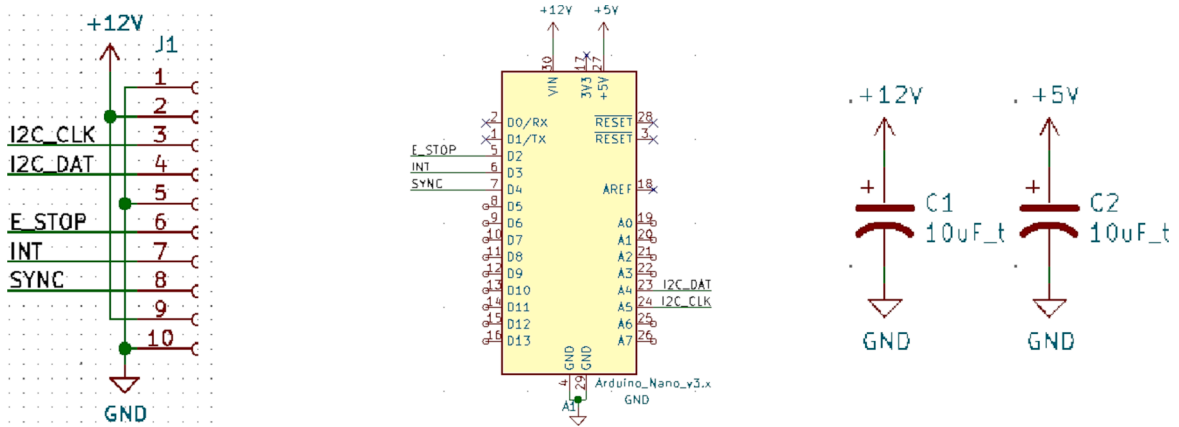 +12V
J1
1
2
I2C_CLK 3
I2C_DAT 4
5
E_STOP 6
INT 7
SYNC 8
9
10
GND
+12V +5V
30 17 27
VIN 3V3 +5V
2 D0/RX RESET 28
1 D1/TX RESET 3
E_STOP 5 D2
INT 6 D3
SYNC 7 D4 AREF 18
8 D5
9 D6 A0 19
10 D7 A1 20
11 D8 A2 21
12 D9 A3 22
13 D10 A4 23 I2C_DAT
14 D11 A5 24 I2C_CLK
15 D12 A6 25
16 D13 A7 26
GND GND
4 29 Arduino_Nano_v3.x
A1 GND
+12V
+ C1
10uF_t
GND
+5V
+ C2
10uF_t
GND